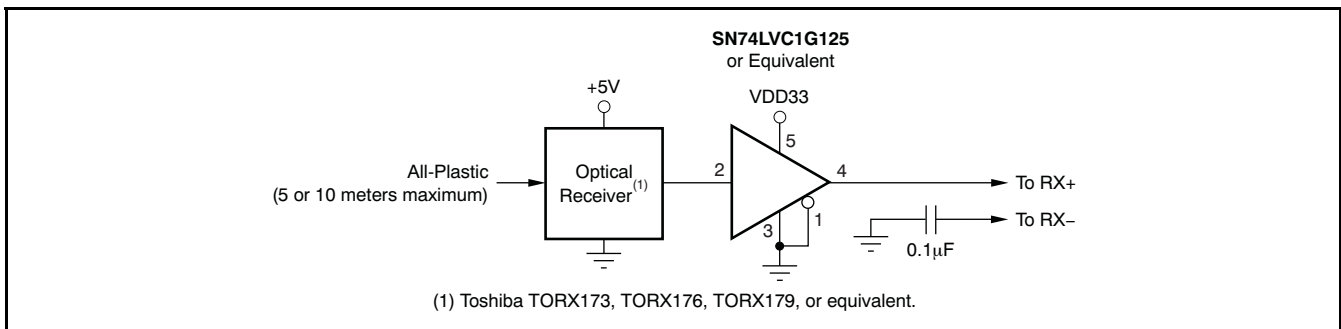 SN74LVC1G125
or Equivalent
+5V
VDD33
5
All-Plastic
(5 or 10 meters maximum)
Optical
Receiver(1)
2
4
To RX+
1
3
To RX−
0.1μF
(1) Toshiba TORX173, TORX176, TORX179, or equivalent.